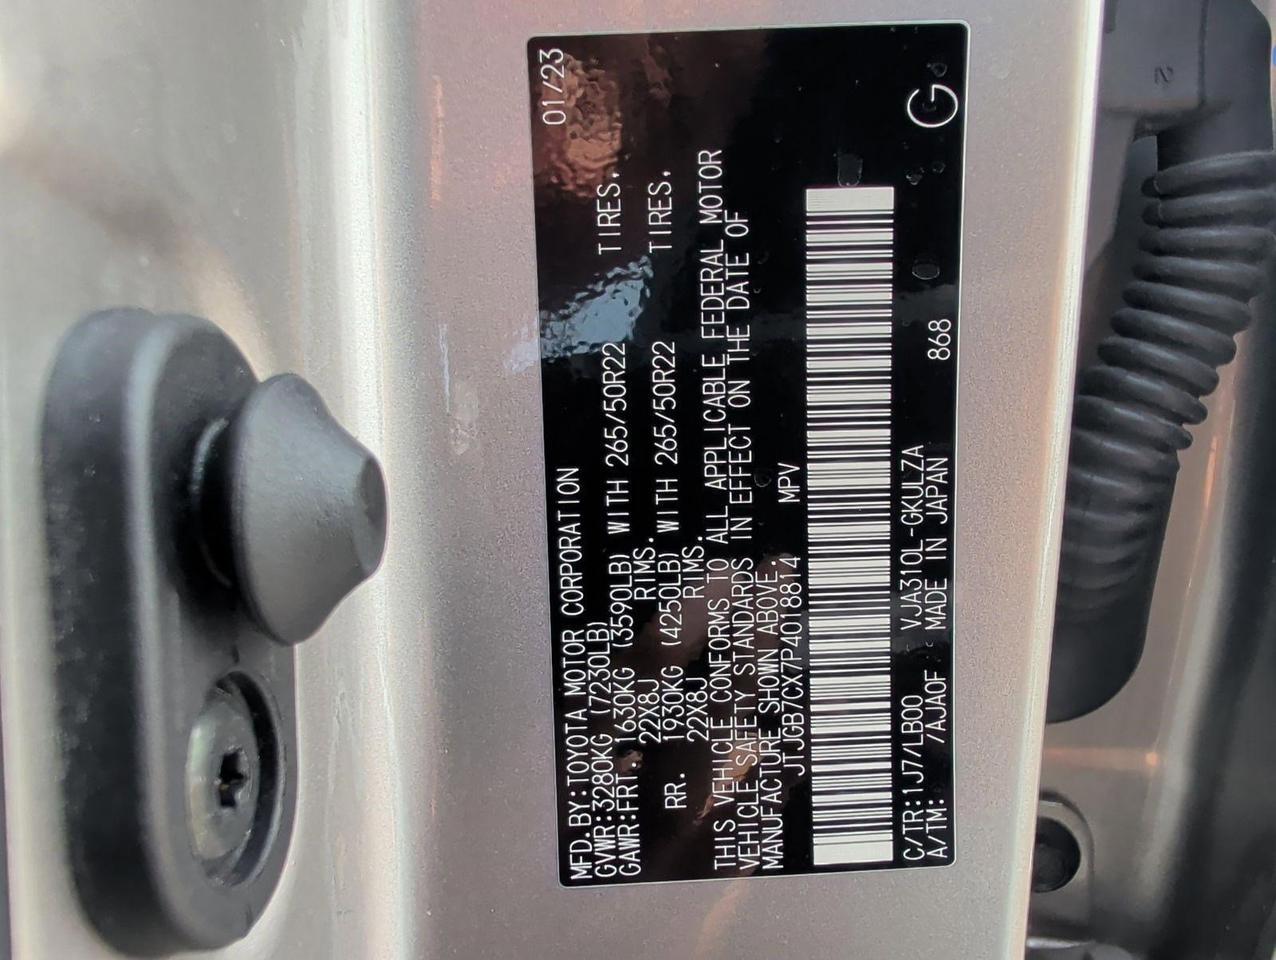 MFD.BY:TOYOTA MOTOR CORPORATION 01/23
GVWR:3280KG (7230LB)
GAWR:FRT. 1630KG (3590LB) WITH 265/50R22 TIRES,
22X8J RIMS.
RR. 1930KG (4250LB) WITH 265/50R22 TIRES,
22X8J RIMS.
THIS VEHICLE CONFORMS TO ALL APPLICABLE FEDERAL MOTOR
VEHICLE SAFETY STANDARDS IN EFFECT ON THE DATE OF
MANUFACTURE SHOWN ABOVE.
JTJGB7CX7P4018814 MPV
C/TR:1J7/LB00 VJA310L-GKULZA
A/TM: /AJA0F MADE IN JAPAN 868
G
2